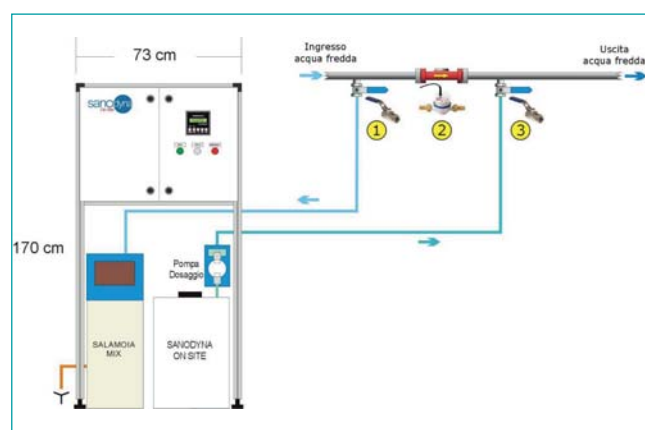 73 cm
Ingresso
acqua fredda
Uscita
acqua fredda
sanodyna
1
2
3
170 cm
Pompa
Dosaggio
SALAMOIA
MIX
SANODYNA
ON SITE